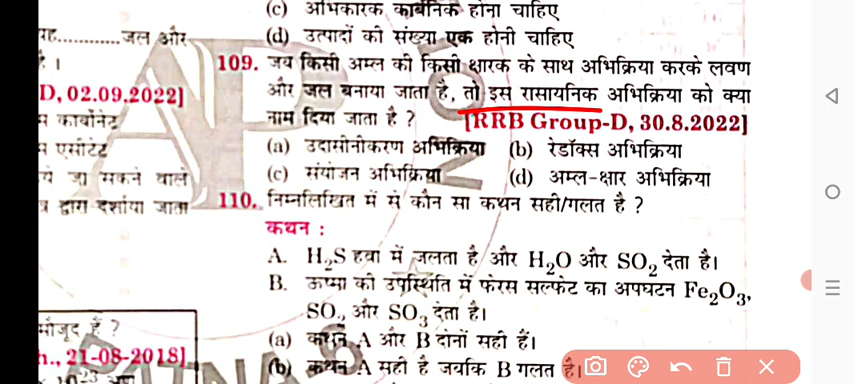 (c) अभिकारक कार्बनिक होना चाहिए
(d) उत्पादों की संख्या एक होनी चाहिए
109. जब किसी अम्ल की किसी क्षारक के साथ अभिक्रिया करके लवण
और जल बनाया जाता है, तो इस रासायनिक अभिक्रिया को क्या
नाम दिया जाता है ? [RRB Group-D, 30.8.2022]
(a) उदासीनीकरण अभिक्रिया (b) रेडॉक्स अभिक्रिया
(c) संयोजन अभिक्रिया (d) अम्ल-क्षार अभिक्रिया
110. निम्नलिखित में से कौन सा कथन सही/गलत है ?
कथन :
A. H₂S हवा में जलता है और H₂O और SO₂ देता है।
B. ऊष्मा की उपस्थिति में फेरस सल्फेट का अपघटन Fe₂O₃,
SO₂ और SO₃ देता है।
(a) कथन A और B दोनों सही हैं।
(b) कथन A सही है जबकि B गलत है।
यह............जल और
है ।
D, 02.09.2022]
कार्बोनेट
एसीटेट
ये जा सकने वाले
द्वारा दर्शाया जाता
मौजूद हैं ?
n., 21-08-2018]